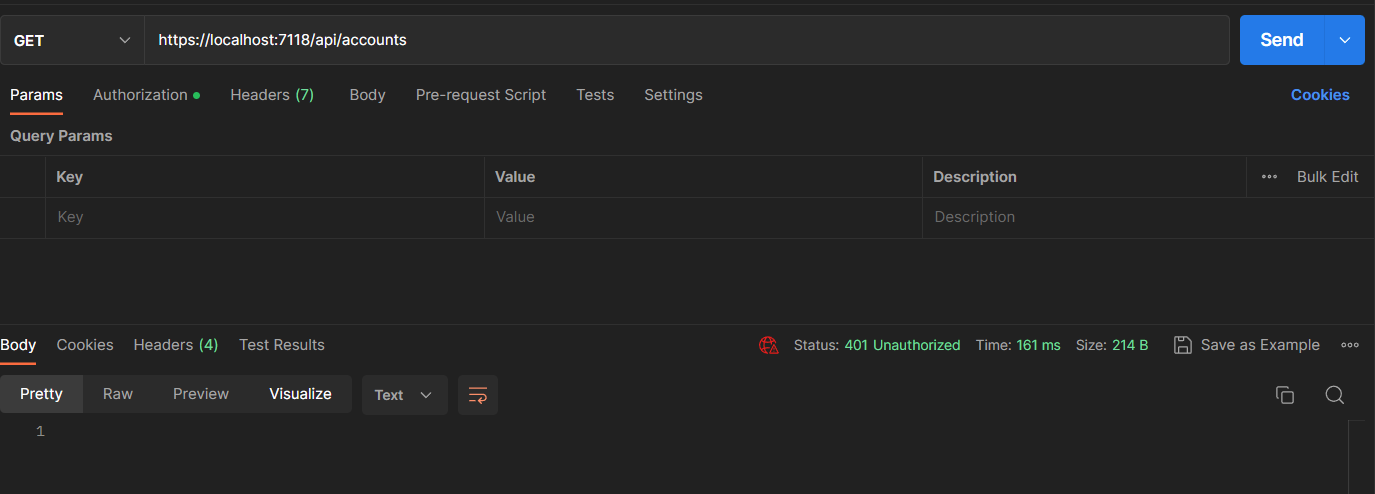 GET https://localhost:7118/api/accounts Send
Params Authorization Headers (7) Body Pre-request Script Tests Settings Cookies
Query Params
Key Value Description Bulk Edit
Key Value Description
Body Cookies Headers (4) Test Results Status: 401 Unauthorized Time: 161 ms Size: 214 B Save as Example
Pretty Raw Preview Visualize Text
1